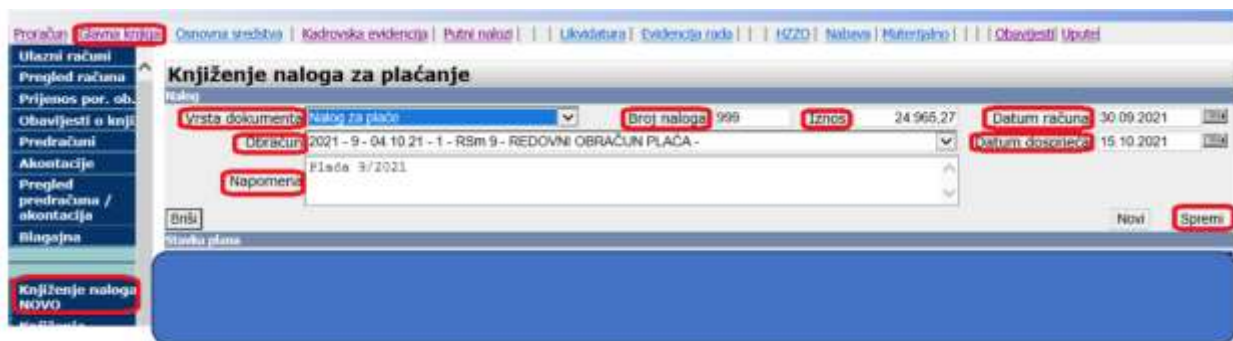 Proračun | Glavna knjiga | Osnovna sredstva | Kadrovska evidencija | Putni nalozi | | | Likvidatura | Evidencija rada | | | HZZO | Nabava | Materijalno | | | | Obavijesti | Upute |
Ulazni računi
Pregled računa
Prijenos por. ob.
Obavijesti o knji
Predračuni
Akontacije
Pregled
predračuna /
akontacija
Blagajna
Knjiženje naloga
NOVO
Knjiženje
Knjiženje naloga za plaćanje
Nalog
Vrsta dokumenta Nalog za plaće Broj naloga 999 Iznos 24.965,27 Datum računa 30.09.2021
Obračun 2021 - 9 - 04.10.21 - 1 - RSm 9 - REDOVNI OBRAČUN PLAĆA - Datum dospijeća 15.10.2021
Napomena Plaća 9/2021
Briši Novi Spremi
Stavka plana